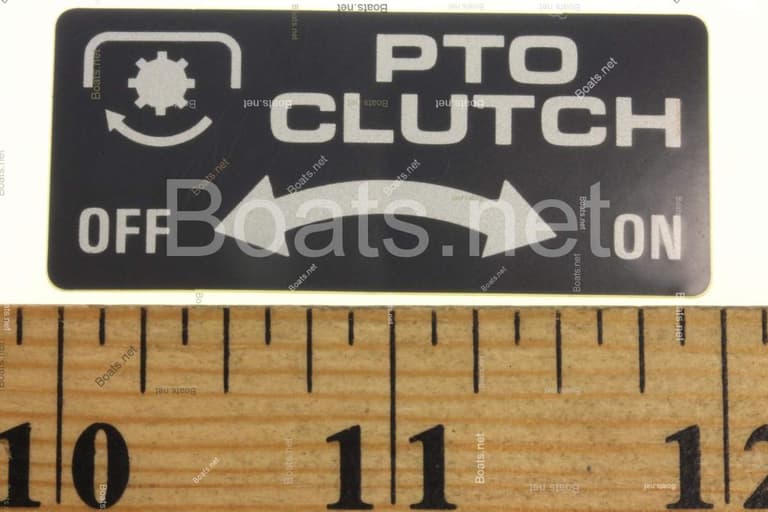 PTO
CLUTCH
OFF
ON
Boats.net
10
11
12